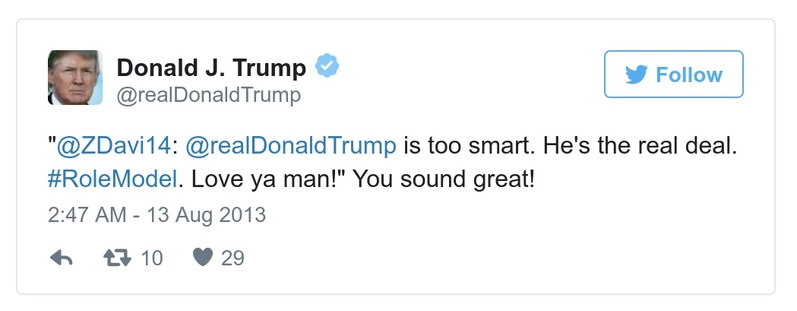 Donald J. Trump
Follow
@realDonaldTrump
"@ZDavi14: @realDonaldTrump is too smart. He's the real deal.
#RoleModel. Love ya man!" You sound great!
2:47 AM - 13 Aug 2013
10 29